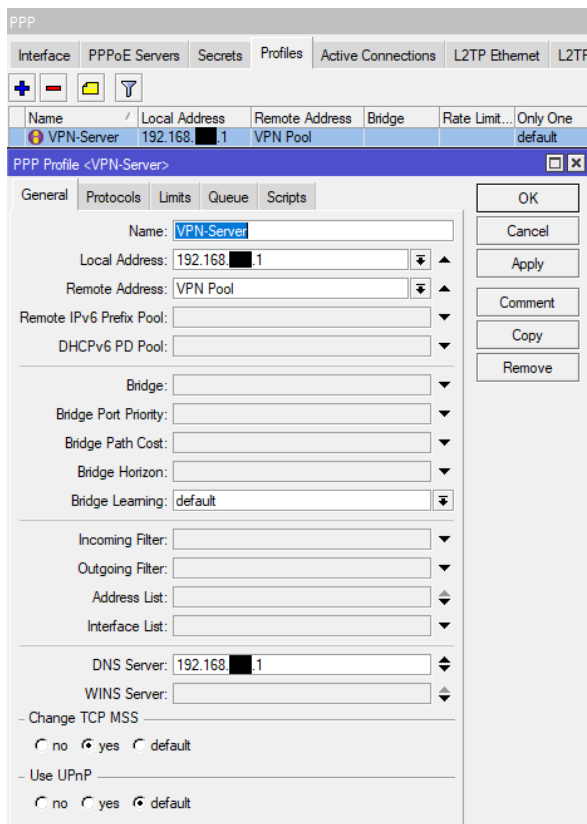 PPP
Interface PPPoE Servers Secrets Profiles Active Connections L2TP Ethernet L2TF
Name Local Address Remote Address Bridge Rate Limit... Only One
VPN-Server 192.168. .1 VPN Pool default
PPP Profile <VPN-Server>
General Protocols Limits Queue Scripts
OK
Name: VPN-Server
Cancel
Local Address: 192.168. .1
Apply
Remote Address: VPN Pool
Comment
Remote IPv6 Prefix Pool:
Copy
DHCPv6 PD Pool:
Remove
Bridge:
Bridge Port Priority:
Bridge Path Cost:
Bridge Horizon:
Bridge Learning: default
Incoming Filter:
Outgoing Filter:
Address List:
Interface List:
DNS Server: 192.168. .1
WINS Server:
Change TCP MSS
no yes default
Use UPnP
no yes default